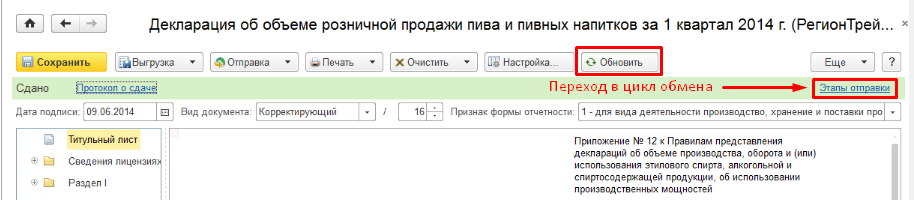 Декларация об объеме розничной продажи пива и пивных напитков за 1 квартал 2014 г. (РегионТрей...
Сохранить Выгрузка Отправка Печать Очистить Настройка... Обновить Еще ?
Сдано Протокол о сдаче Переход в цикл обмена Этапы отправки
Дата подписи: 09.06.2014 Вид документа: Корректирующий / 16 Признак формы отчетности: 1 - для вида деятельности производство, хранение и поставки про
Титульный лист
Сведения лицензиях
Раздел I
Приложение № 12 к Правилам представления
деклараций об объеме производства, оборота и (или)
использования этилового спирта, алкогольной и
спиртосодержащей продукции, об использовании
производственных мощностей